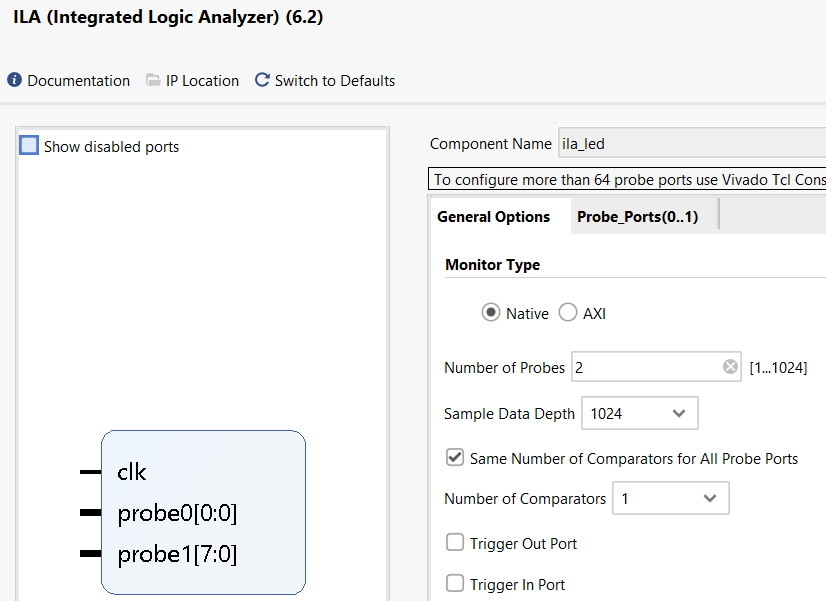 ILA (Integrated Logic Analyzer) (6.2)
Documentation IP Location Switch to Defaults
Show disabled ports
clk
probe0[0:0]
probe1[7:0]
Component Name ila_led
To configure more than 64 probe ports use Vivado Tcl Cons
General Options Probe_Ports(0..1)
Monitor Type
Native AXI
Number of Probes 2 [1...1024]
Sample Data Depth 1024
Same Number of Comparators for All Probe Ports
Number of Comparators 1
Trigger Out Port
Trigger In Port